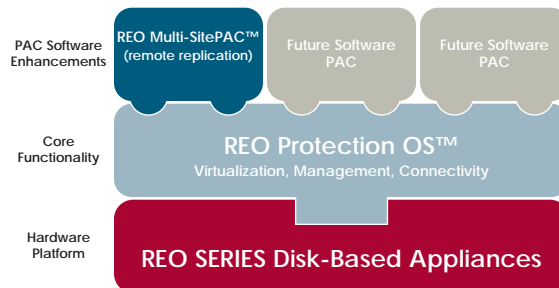 PAC Software
Enhancements
REO Multi-SitePAC™
(remote replication)
Future Software
PAC
Future Software
PAC
Core
Functionality
REO Protection OS™
Virtualization, Management, Connectivity
Hardware
Platform
REO SERIES Disk-Based Appliances